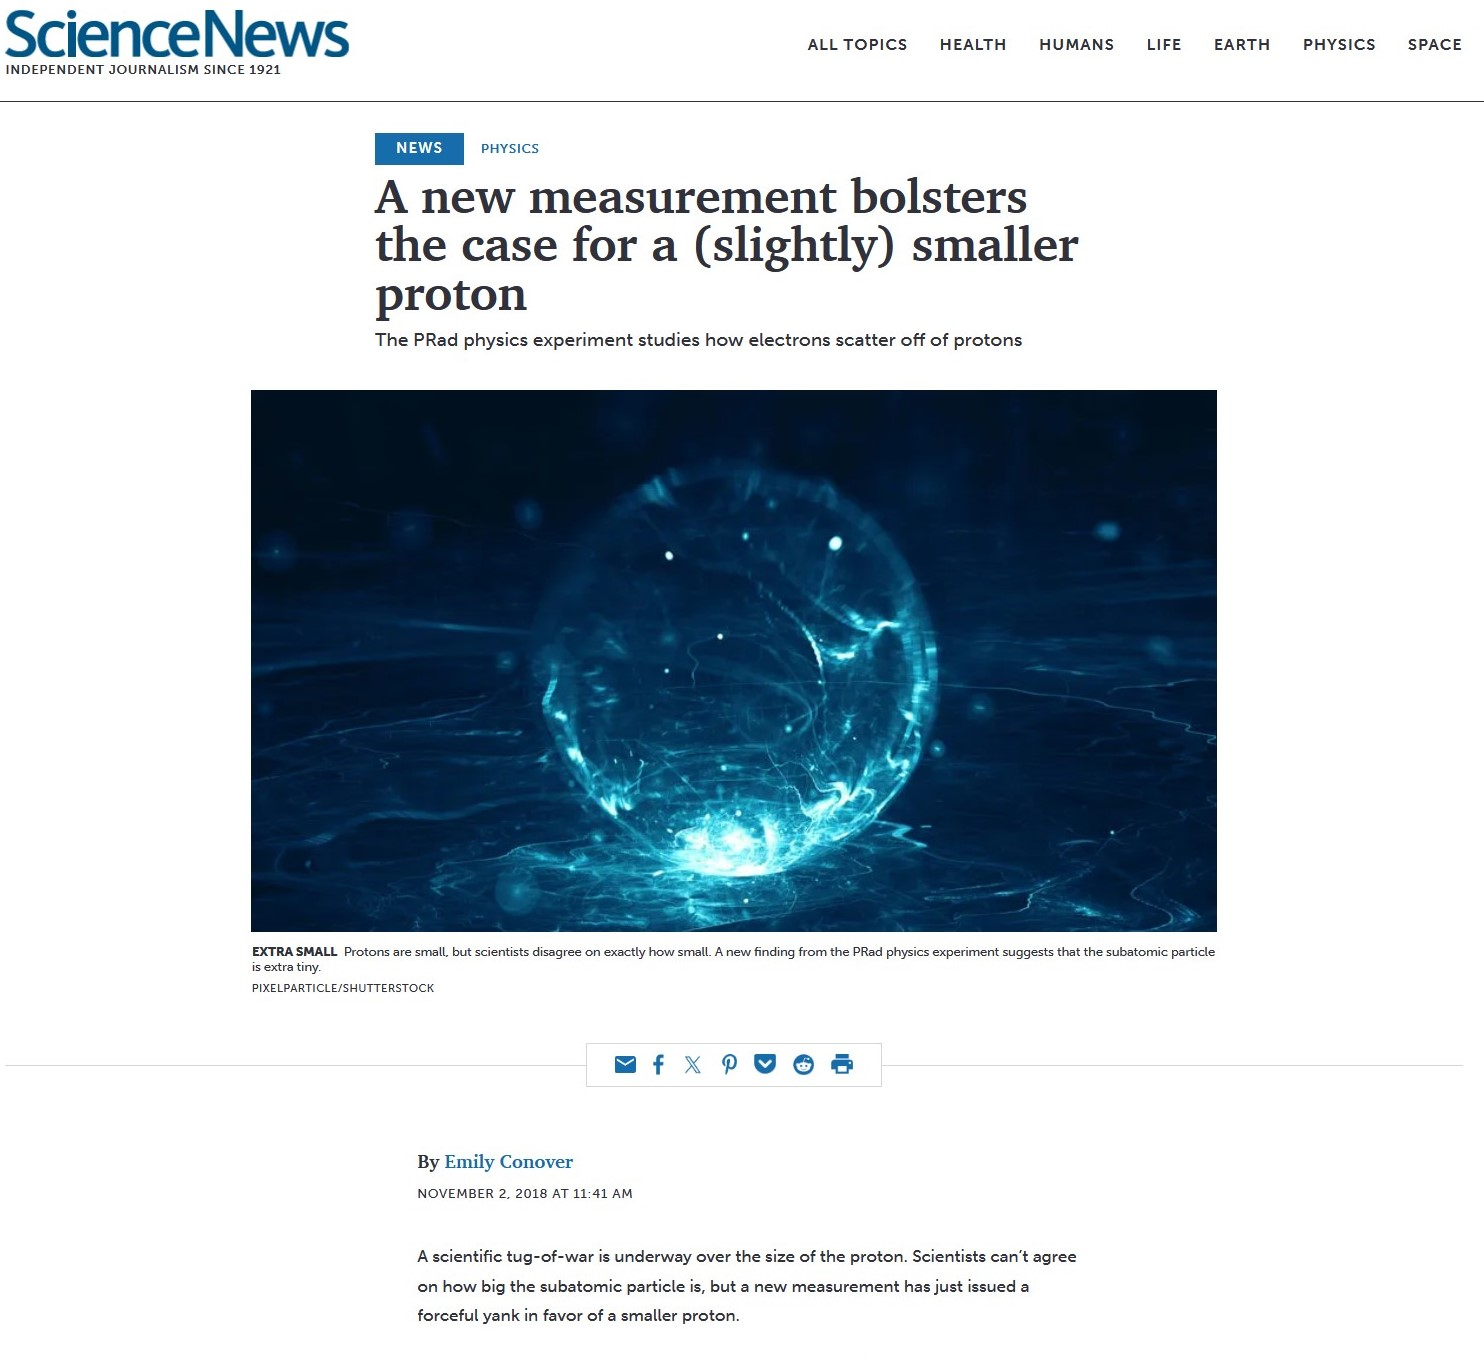 ScienceNews
INDEPENDENT JOURNALISM SINCE 1921
ALL TOPICS HEALTH HUMANS LIFE EARTH PHYSICS SPACE
NEWS PHYSICS
A new measurement bolsters
the case for a (slightly) smaller
proton
The PRad physics experiment studies how electrons scatter off of protons
EXTRA SMALL Protons are small, but scientists disagree on exactly how small. A new finding from the PRad physics experiment suggests that the subatomic particle
is extra tiny.
PIXELPARTICLE/SHUTTERSTOCK
By Emily Conover
NOVEMBER 2, 2018 AT 11:41 AM
A scientific tug-of-war is underway over the size of the proton. Scientists can’t agree
on how big the subatomic particle is, but a new measurement has just issued a
forceful yank in favor of a smaller proton.